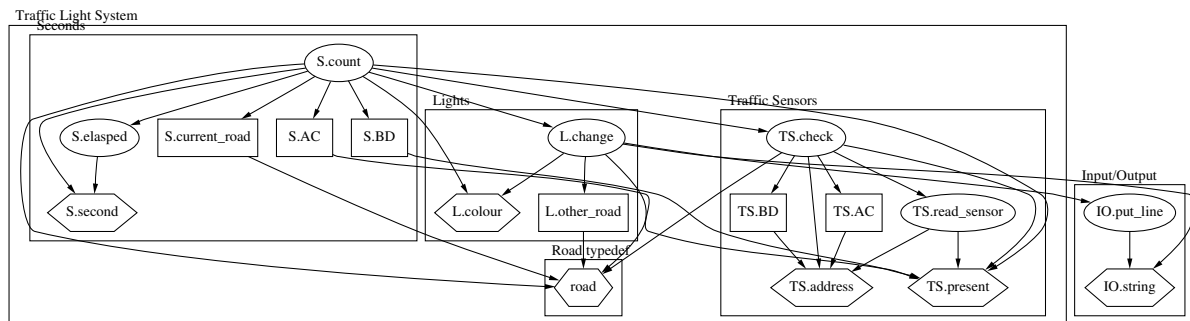 Traffic Light System
Seconds
S.count
Lights
Traffic Sensors
S.elasped
S.current_road
S.AC
S.BD
L.change
TS.check
Input/Output
S.second
L.colour
L.other_road
TS.BD
TS.AC
TS.read_sensor
IO.put_line
Road typedef
road
TS.address
TS.present
IO.string